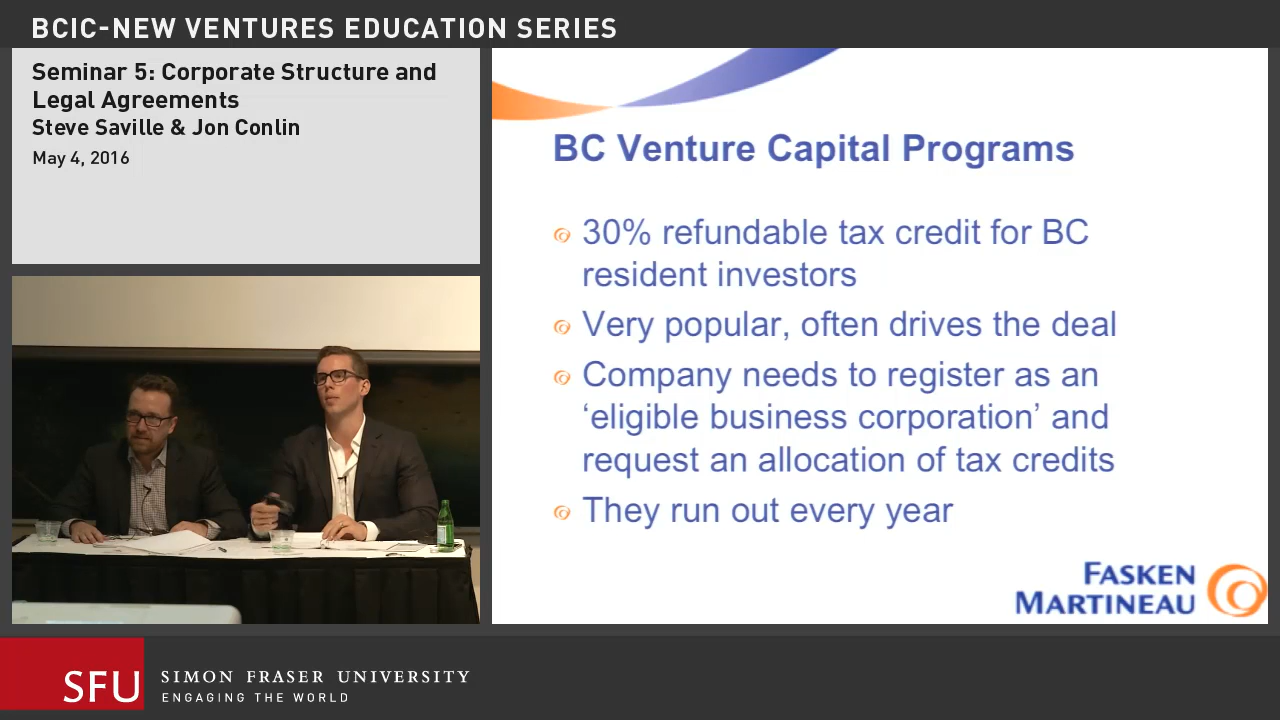 BCIC-NEW VENTURES EDUCATION SERIES
Seminar 5: Corporate Structure and
Legal Agreements
Steve Saville & Jon Conlin
May 4, 2016
BC Venture Capital Programs
30% refundable tax credit for BC
resident investors
Very popular, often drives the deal
Company needs to register as an
‘eligible business corporation’ and
request an allocation of tax credits
They run out every year
FASKEN
MARTINEAU
SFU
SIMON FRASER UNIVERSITY
ENGAGING THE WORLD